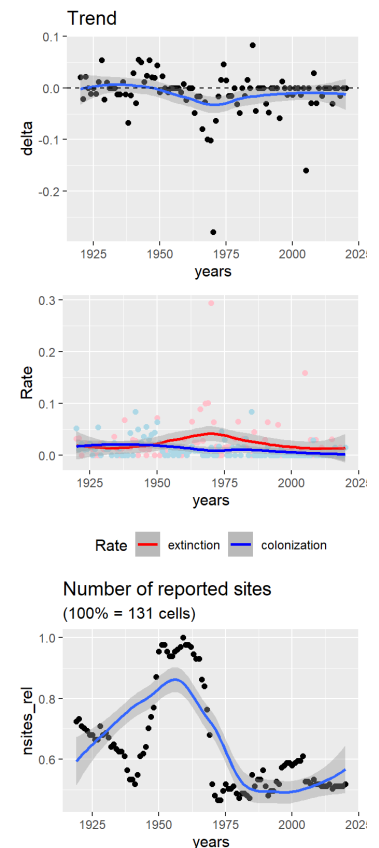 Trend
0.1
0.0
-0.1
-0.2
delta
1925 1950 1975 2000 2025
years
0.3
0.2
0.1
0.0
Rate
1925 1950 1975 2000 2025
years
Rate extinction colonization
Number of reported sites
(100% = 131 cells)
1.0
0.8
0.6
nsites_rel
1925 1950 1975 2000 2025
years